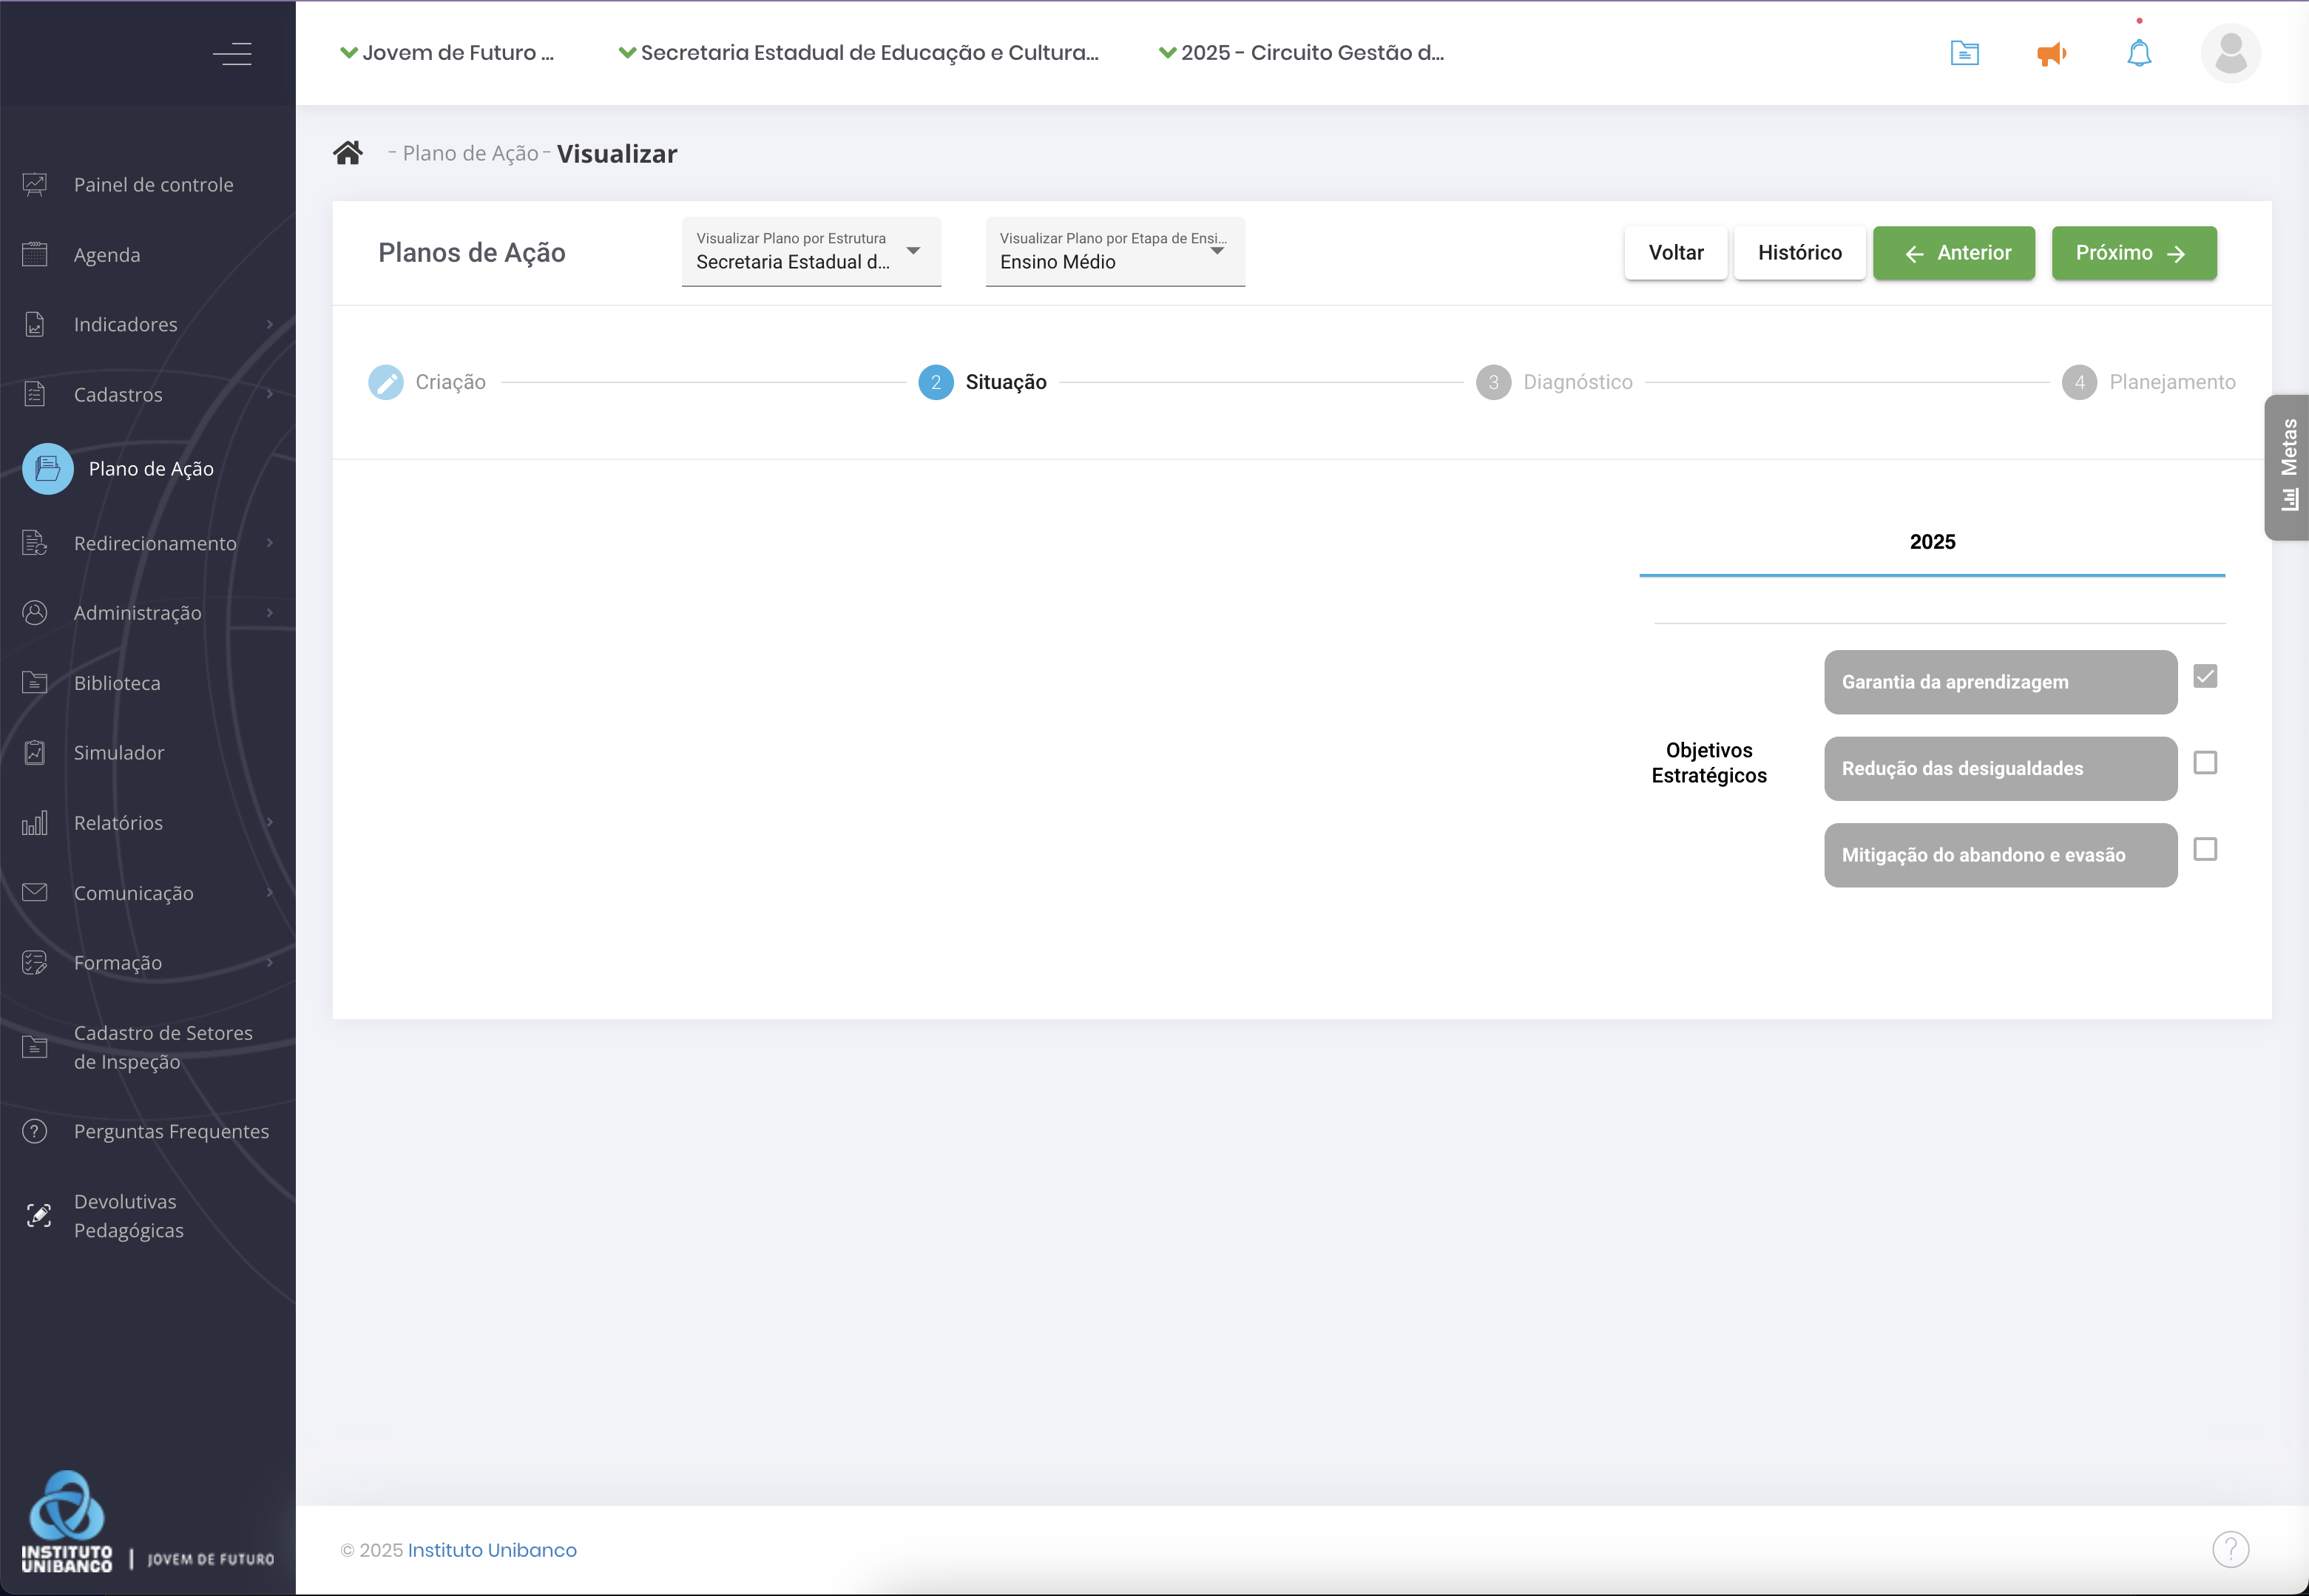 Jovem de Futuro ...
Secretaria Estadual de Educação e Cultura...
2025 - Circuito Gestão d...
- Plano de Ação - Visualizar
Painel de controle
Agenda
Indicadores
Cadastros
Plano de Ação
Redirecionamento
Administração
Biblioteca
Simulador
Relatórios
Comunicação
Formação
Cadastro de Setores
de Inspeção
Perguntas Frequentes
Devolutivas
Pedagógicas
INSTITUTO
UNIBANCO
JOVEM DE FUTURO
Planos de Ação
Visualizar Plano por Estrutura
Secretaria Estadual d...
Visualizar Plano por Etapa de Ensi...
Ensino Médio
Voltar
Histórico
Anterior
Próximo
Criação
2 Situação
3 Diagnóstico
4 Planejamento
Metas
2025
Objetivos
Estratégicos
Garantia da aprendizagem
Redução das desigualdades
Mitigação do abandono e evasão
© 2025 Instituto Unibanco
?